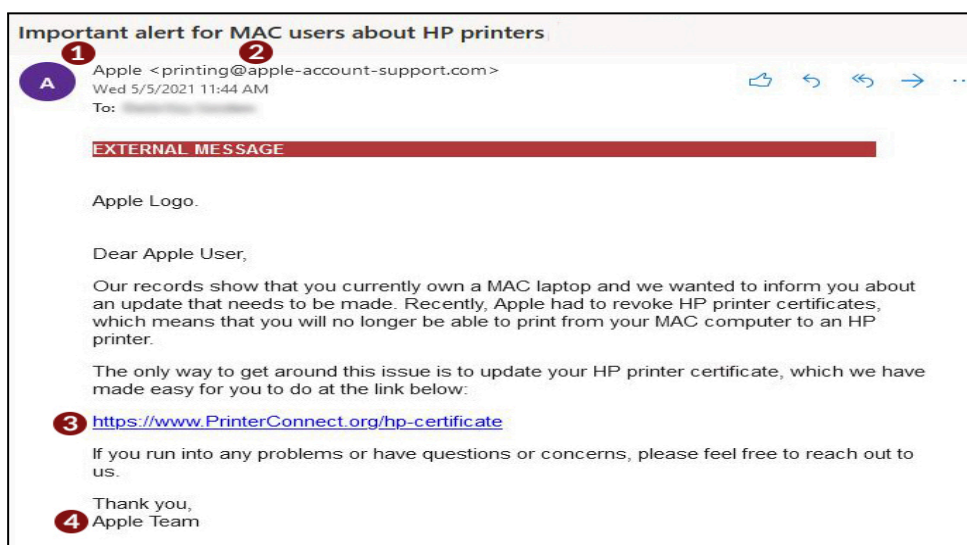 Important alert for MAC users about HP printers
1 2
A
Apple <printing@apple-account-support.com>
Wed 5/5/2021 11:44 AM
To:
EXTERNAL MESSAGE
Apple Logo.
Dear Apple User,
Our records show that you currently own a MAC laptop and we wanted to inform you about
an update that needs to be made. Recently, Apple had to revoke HP printer certificates,
which means that you will no longer be able to print from your MAC computer to an HP
printer.
The only way to get around this issue is to update your HP printer certificate, which we have
made easy for you to do at the link below:
3 https://www.PrinterConnect.org/hp-certificate
If you run into any problems or have questions or concerns, please feel free to reach out to
us.
Thank you,
4 Apple Team